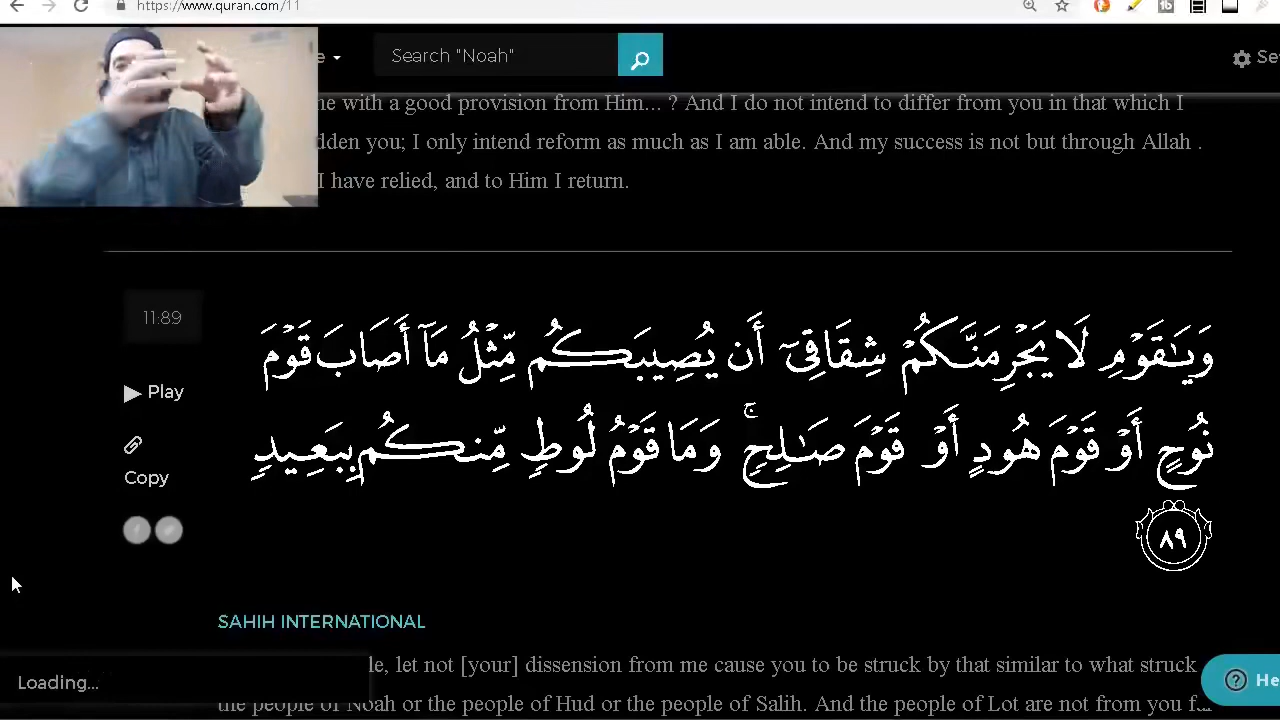 https://www.quran.com/11
Search "Noah"
with a good provision from Him... ? And I do not intend to differ from you in that which I
you; I only intend reform as much as I am able. And my success is not but through Allah .
I have relied, and to Him I return.
11:89
وَيَـٰقَوْمِ لَا يَجْرِمَنَّكُمْ شِقَاقِىٓ أَن يُصِيبَكُم مِّثْلُ مَآ أَصَابَ قَوْمَ
نُوحٍ أَوْ قَوْمَ هُودٍ أَوْ قَوْمَ صَـٰلِحٍ ۚ وَمَا قَوْمُ لُوطٍ مِّنكُم بِبَعِيدٍ
٨٩
Play
Copy
SAHIH INTERNATIONAL
let not [your] dissension from me cause you to be struck by that similar to what struck
the people of Noah or the people of Hud or the people of Salih. And the people of Lot are not from you
Loading...